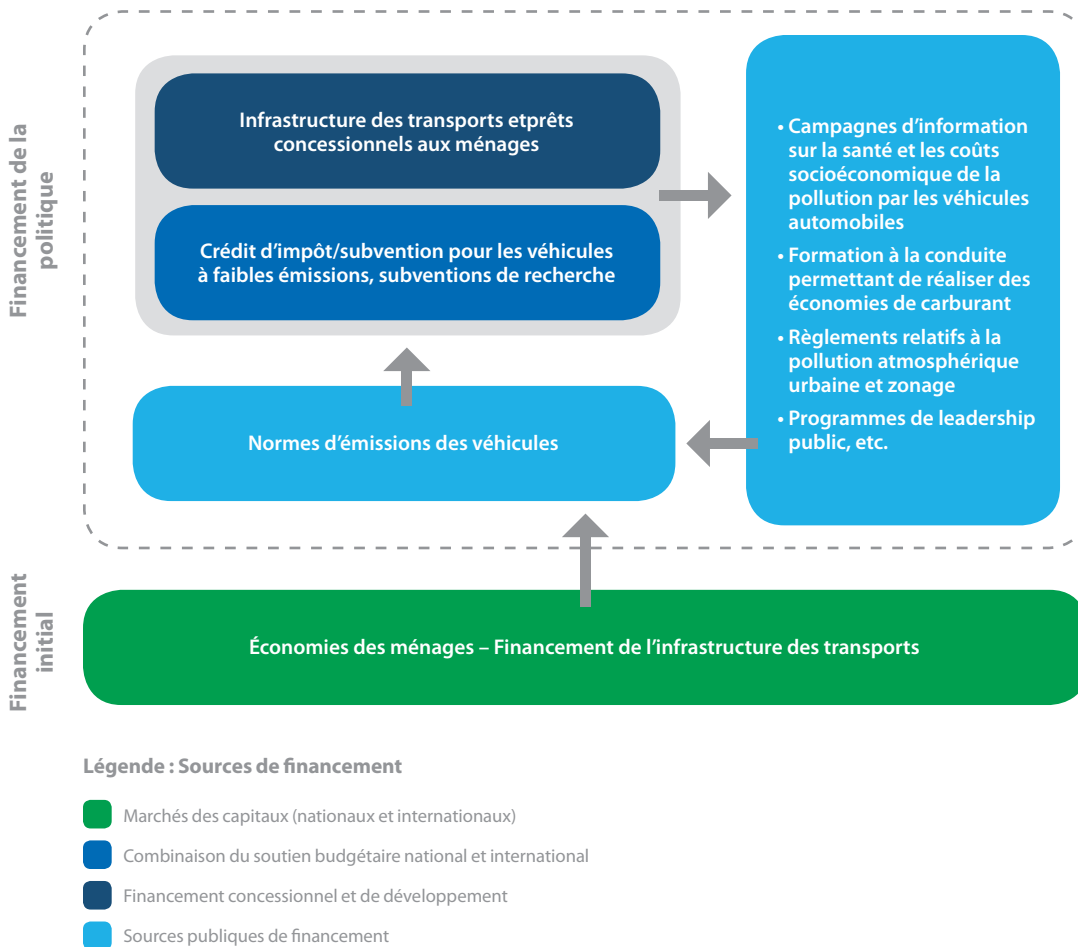 Financement de la
politique
Infrastructure des transports etprêts
concessionnels aux ménages
Crédit d’impôt/subvention pour les véhicules
à faibles émissions, subventions de recherche
• Campagnes d’information
sur la santé et les coûts
socioéconomique de la
pollution par les véhicules
automobiles
• Formation à la conduite
permettant de réaliser des
économies de carburant
• Règlements relatifs à la
pollution atmosphérique
urbaine et zonage
• Programmes de leadership
public, etc.
Normes d’émissions des véhicules
Financement
initial
Économies des ménages – Financement de l’infrastructure des transports
Légende : Sources de financement
Marchés des capitaux (nationaux et internationaux)
Combinaison du soutien budgétaire national et international
Financement concessionnel et de développement
Sources publiques de financement